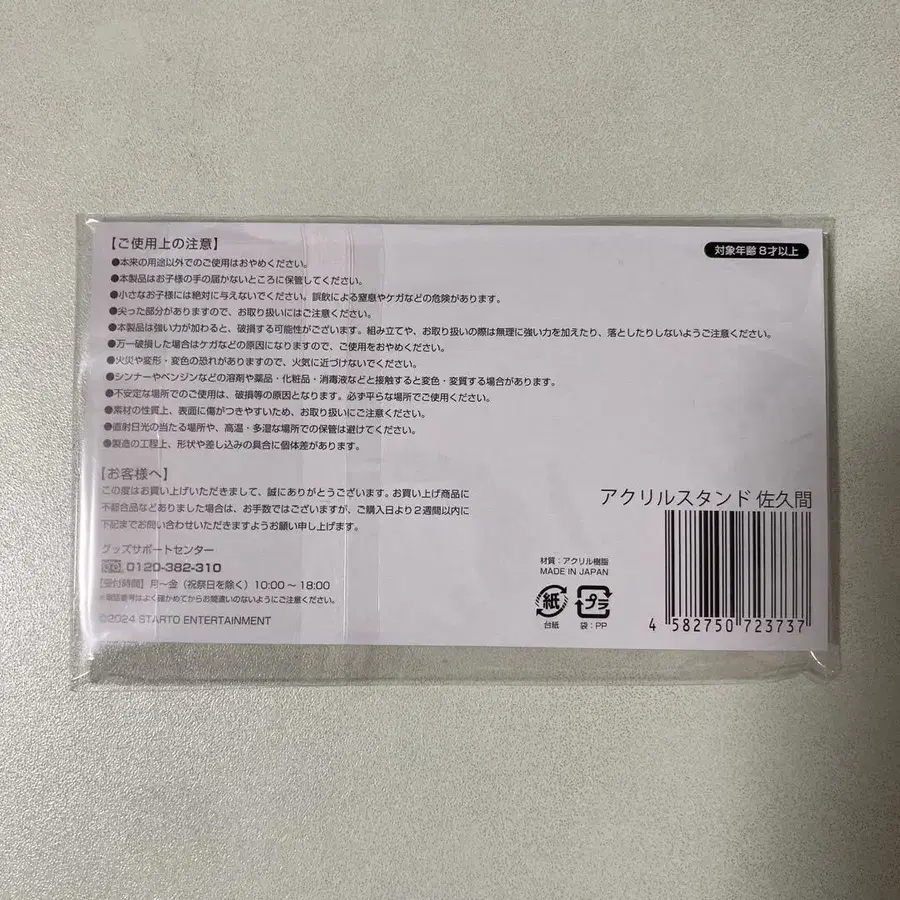 【ご使用上の注意】
対象年齢 8才以上
●本来の用途以外でのご使用はおやめください。
●本製品はお子様の手の届かないところに保管してください。
●小さなお子様には絶対に与えないでください。誤飲による窒息やケガなどの危険があります。
●尖った部分がありますので、お取り扱いにはご注意ください。
●本製品は強い力が加わると、破損する可能性がございます。組み立てや、お取り扱いの際は無理に強い力を加えたり、落としたりしないようご注意ください。
●万一破損した場合はケガなどの原因になりますので、ご使用をおやめください。
●火災や変形・変色の恐れがありますので、火気に近づけないでください。
●シンナーやベンジンなどの溶剤や薬品・化粧品・消毒液などと接触すると変色・変質する場合があります。
●不安定な場所でのご使用は、破損等の原因となります。必ず平らな場所でご使用ください。
●素材の性質上、表面に傷がつきやすいため、お取り扱いにご注意ください。
●直射日光の当たる場所や、高温・多湿な場所での保管は避けてください。
●製造の工程上、形状や差し込みの具合に個体差があります。
【お客様へ】
この度はお買い上げいただきまして、誠にありがとうございます。お買い上げ商品に
不都合品などありました場合は、お手数ではございますが、ご購入日より2週間以内に
下記までお問い合わせいただきますようお願い申し上げます。
グッズサポートセンター
0120-382-310
【受付時間】月～金（祝祭日を除く）10:00～18:00
※電話番号はよく確かめてからお間違いのないようにご注意ください。
©2024 STARTO ENTERTAINMENT
アクリルスタンド 佐久間
材質：アクリル樹脂
MADE IN JAPAN
紙
プラ
台紙
袋：PP
4 582750 723737